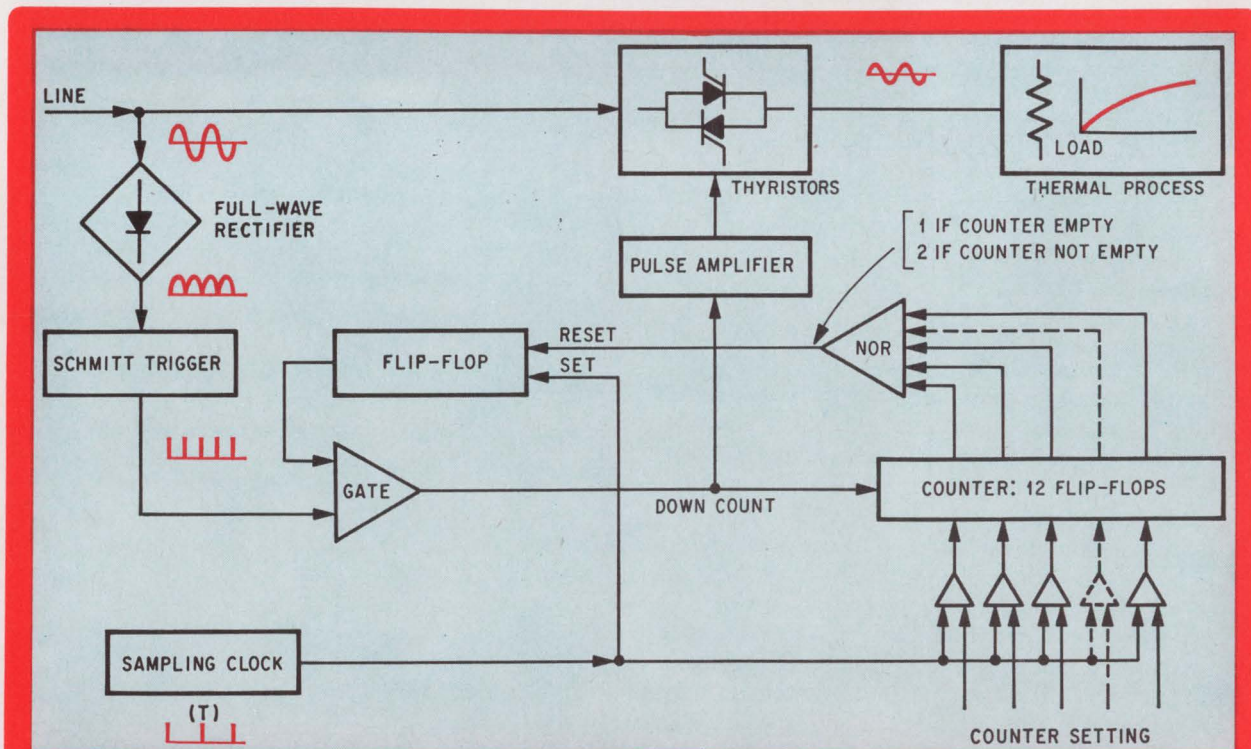 LINE
FULL-WAVE
RECTIFIER
SCHMITT TRIGGER
FLIP-FLOP
RESET
SET
GATE
THYRISTORS
LOAD
THERMAL PROCESS
PULSE AMPLIFIER
1 IF COUNTER EMPTY
2 IF COUNTER NOT EMPTY
NOR
DOWN COUNT
COUNTER: 12 FLIP-FLOPS
SAMPLING CLOCK
(T)
COUNTER SETTING